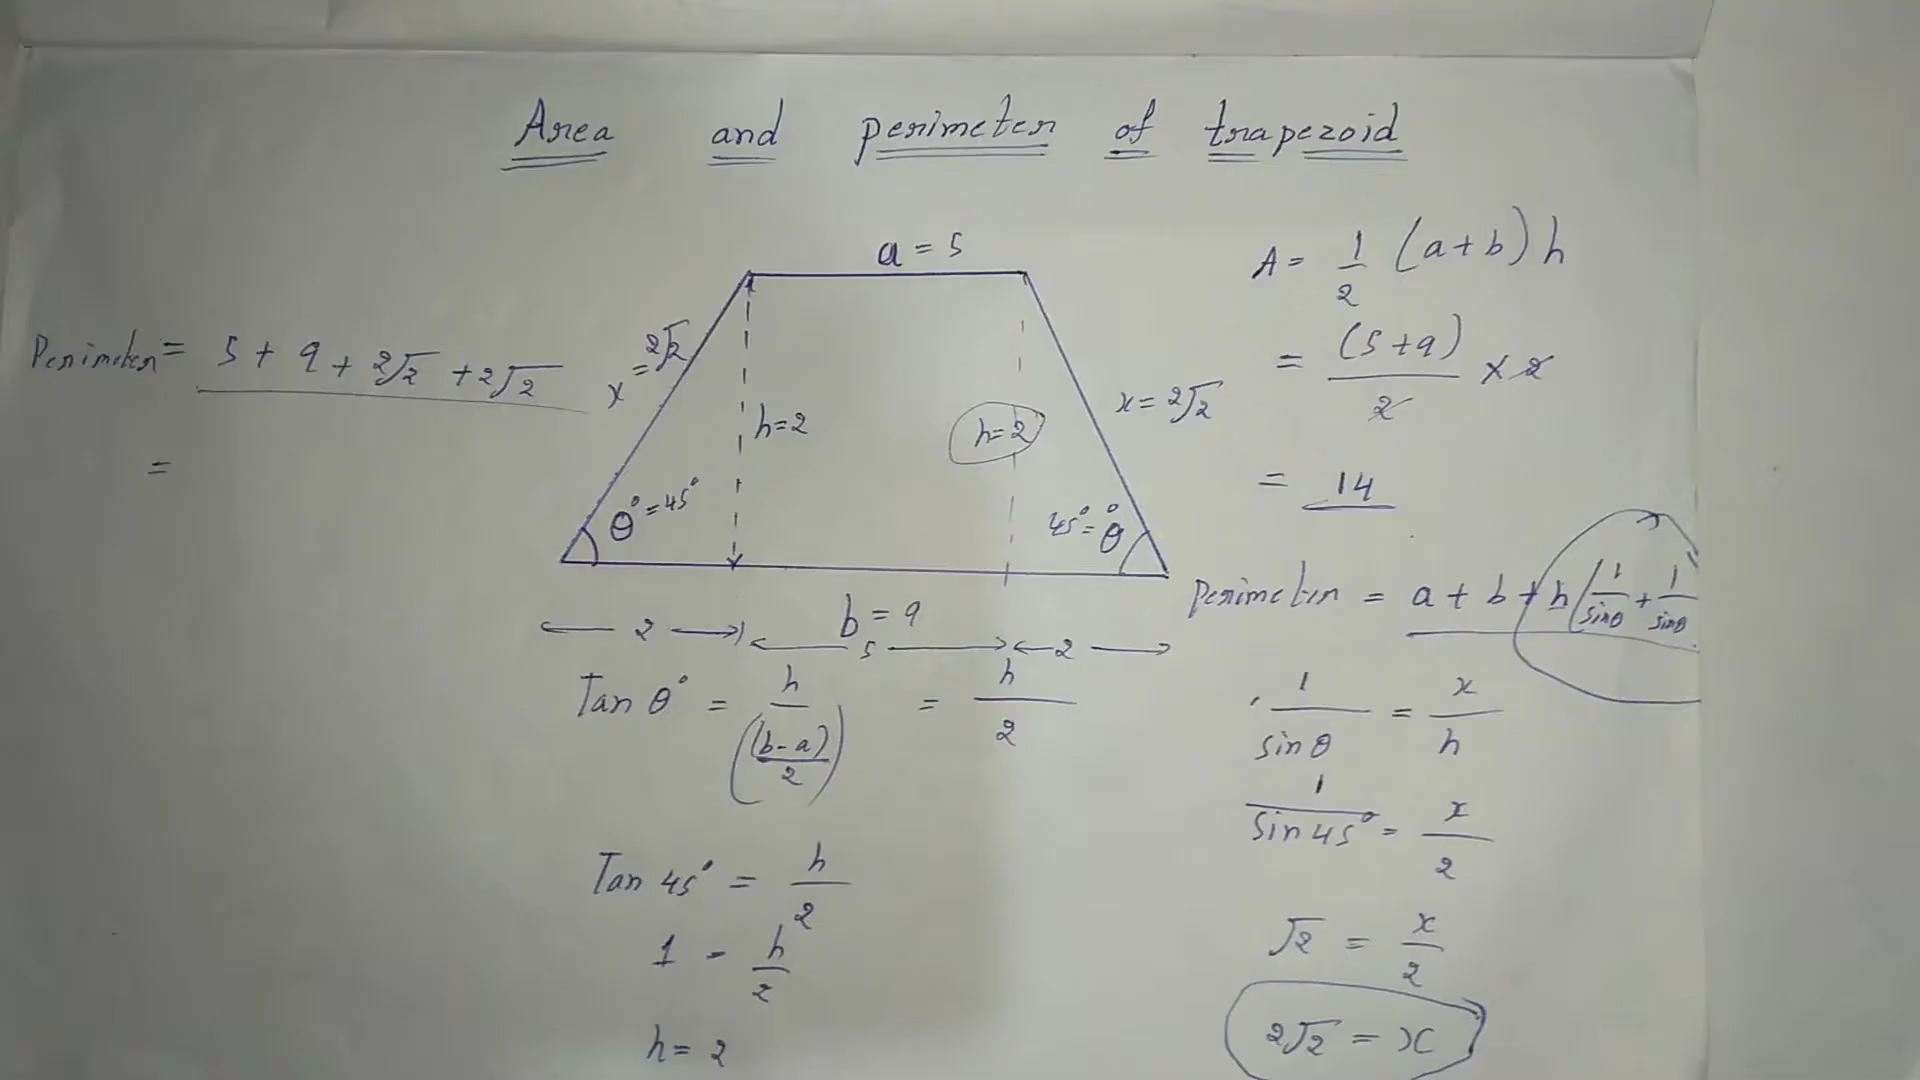 Area and perimeter of trapezoid
a = 5
A = 1/2 (a+b) h
= (5+9)/2 × 2
= 14
Perimeter = 5 + 9 + 2√2 + 2√2
=
x = 2√2
h=2
h=2
x = 2√2
θ° = 45°
45° = θ°
b = 9
2
5
2
Perimeter = a + b + h(1/sinθ + 1/sinθ
Tan θ° = h/((b-a)/2) = h/2
1/sin θ = x/h
1/Sin 45° = x/2
Tan 45° = h/2
1 = h/2
√2 = x/2
h = 2
2√2 = x